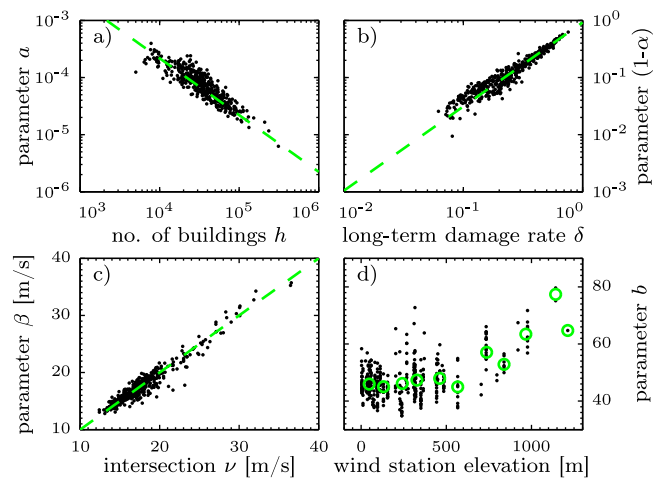 10⁻³
10⁻⁴
10⁻⁵
10⁻⁶
parameter a
a)
10³ 10⁴ 10⁵ 10⁶
no. of buildings h
b)
10⁰
10⁻¹
10⁻²
10⁻³
parameter (1-α)
10⁻² 10⁻¹ 10⁰
long-term damage rate δ
40
30
20
10
parameter β [m/s]
c)
10 20 30 40
intersection ν [m/s]
d)
80
60
40
parameter b
0 500 1000
wind station elevation [m]